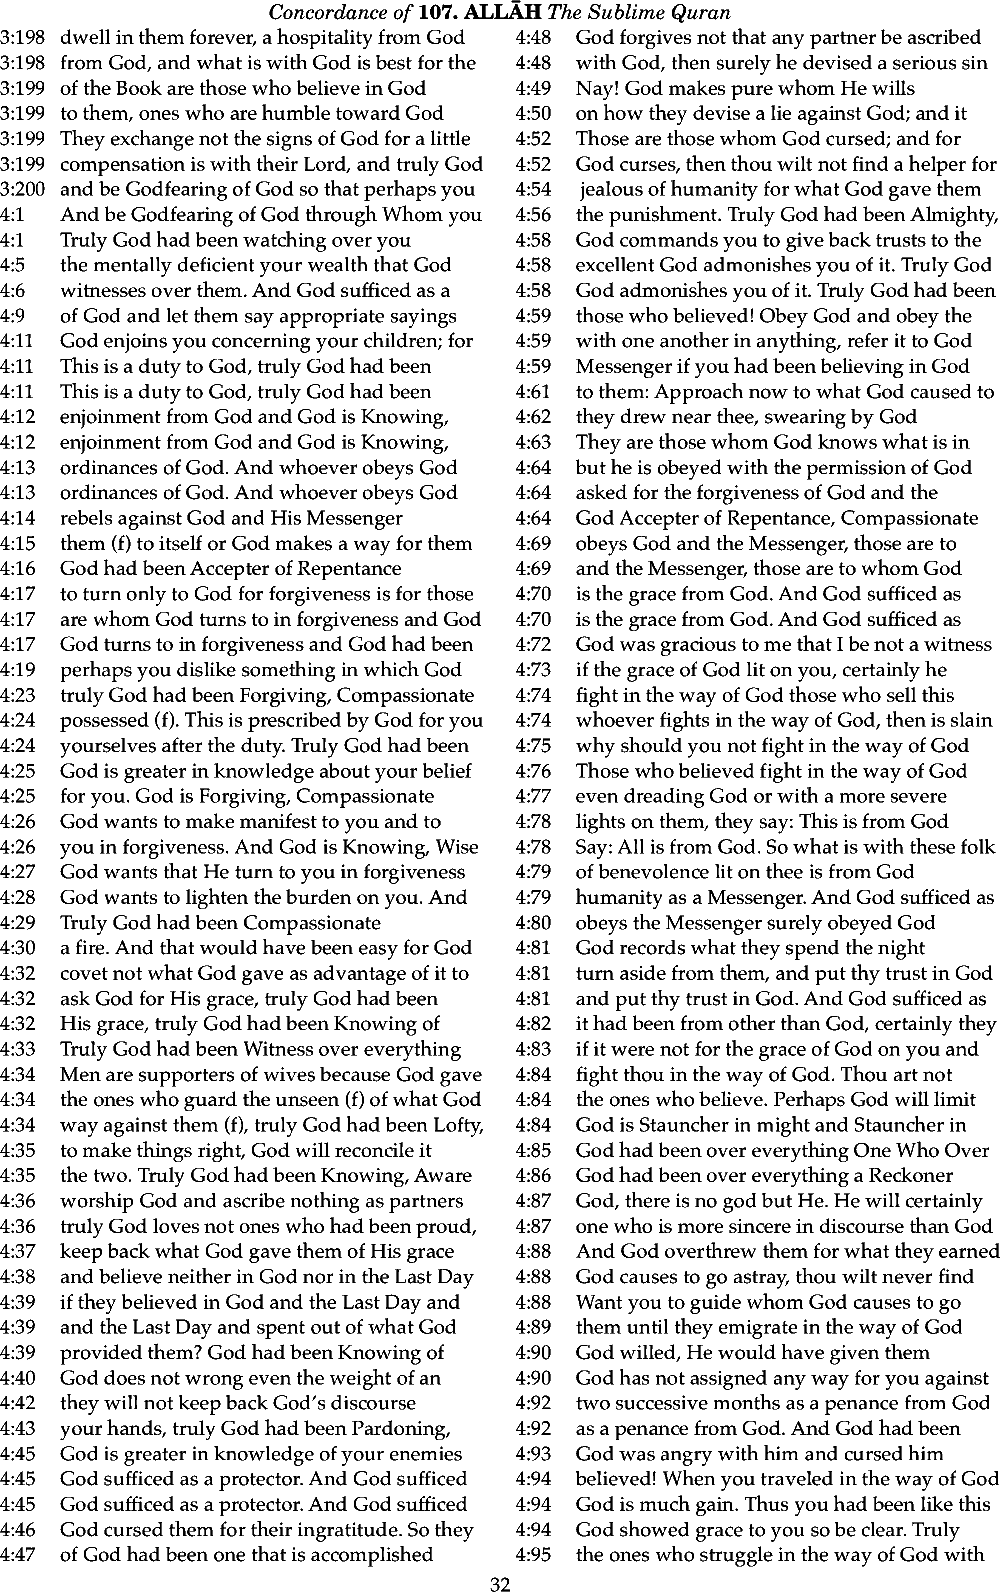 Concordance of 107. ALLĀH The Sublime Quran
3:198 dwell in them forever, a hospitality from God
3:198 from God, and what is with God is best for the
3:199 of the Book are those who believe in God
3:199 to them, ones who are humble toward God
3:199 They exchange not the signs of God for a little
3:199 compensation is with their Lord, and truly God
3:200 and be Godfearing of God so that perhaps you
4:1 And be Godfearing of God through Whom you
4:1 Truly God had been watching over you
4:5 the mentally deficient your wealth that God
4:6 witnesses over them. And God sufficed as a
4:9 of God and let them say appropriate sayings
4:11 God enjoins you concerning your children; for
4:11 This is a duty to God, truly God had been
4:11 This is a duty to God, truly God had been
4:12 enjoinment from God and God is Knowing,
4:12 enjoinment from God and God is Knowing,
4:13 ordinances of God. And whoever obeys God
4:13 ordinances of God. And whoever obeys God
4:14 rebels against God and His Messenger
4:15 them (f) to itself or God makes a way for them
4:16 God had been Accepter of Repentance
4:17 to turn only to God for forgiveness is for those
4:17 are whom God turns to in forgiveness and God
4:17 God turns to in forgiveness and God had been
4:19 perhaps you dislike something in which God
4:23 truly God had been Forgiving, Compassionate
4:24 possessed (f). This is prescribed by God for you
4:24 yourselves after the duty. Truly God had been
4:25 God is greater in knowledge about your belief
4:25 for you. God is Forgiving, Compassionate
4:26 God wants to make manifest to you and to
4:26 you in forgiveness. And God is Knowing, Wise
4:27 God wants that He turn to you in forgiveness
4:28 God wants to lighten the burden on you. And
4:29 Truly God had been Compassionate
4:30 a fire. And that would have been easy for God
4:32 covet not what God gave as advantage of it to
4:32 ask God for His grace, truly God had been
4:32 His grace, truly God had been Knowing of
4:33 Truly God had been Witness over everything
4:34 Men are supporters of wives because God gave
4:34 the ones who guard the unseen (f) of what God
4:34 way against them (f), truly God had been Lofty,
4:35 to make things right, God will reconcile it
4:35 the two. Truly God had been Knowing, Aware
4:36 worship God and ascribe nothing as partners
4:36 truly God loves not ones who had been proud,
4:37 keep back what God gave them of His grace
4:38 and believe neither in God nor in the Last Day
4:39 if they believed in God and the Last Day and
4:39 and the Last Day and spent out of what God
4:39 provided them? God had been Knowing of
4:40 God does not wrong even the weight of an
4:42 they will not keep back God's discourse
4:43 your hands, truly God had been Pardoning,
4:45 God is greater in knowledge of your enemies
4:45 God sufficed as a protector. And God sufficed
4:45 God sufficed as a protector. And God sufficed
4:46 God cursed them for their ingratitude. So they
4:47 of God had been one that is accomplished
4:48 God forgives not that any partner be ascribed
4:48 with God, then surely he devised a serious sin
4:49 Nay! God makes pure whom He wills
4:50 on how they devise a lie against God; and it
4:52 Those are those whom God cursed; and for
4:52 God curses, then thou wilt not find a helper for
4:54 jealous of humanity for what God gave them
4:56 the punishment. Truly God had been Almighty,
4:58 God commands you to give back trusts to the
4:58 excellent God admonishes you of it. Truly God
4:58 God admonishes you of it. Truly God had been
4:59 those who believed! Obey God and obey the
4:59 with one another in anything, refer it to God
4:59 Messenger if you had been believing in God
4:61 to them: Approach now to what God caused to
4:62 they drew near thee, swearing by God
4:63 They are those whom God knows what is in
4:64 but he is obeyed with the permission of God
4:64 asked for the forgiveness of God and the
4:64 God Accepter of Repentance, Compassionate
4:69 obeys God and the Messenger, those are to
4:69 and the Messenger, those are to whom God
4:70 is the grace from God. And God sufficed as
4:70 is the grace from God. And God sufficed as
4:72 God was gracious to me that I be not a witness
4:73 if the grace of God lit on you, certainly he
4:74 fight in the way of God those who sell this
4:74 whoever fights in the way of God, then is slain
4:75 why should you not fight in the way of God
4:76 Those who believed fight in the way of God
4:77 even dreading God or with a more severe
4:78 lights on them, they say: This is from God
4:78 Say: All is from God. So what is with these folk
4:79 of benevolence lit on thee is from God
4:79 humanity as a Messenger. And God sufficed as
4:80 obeys the Messenger surely obeyed God
4:81 God records what they spend the night
4:81 turn aside from them, and put thy trust in God
4:81 and put thy trust in God. And God sufficed as
4:82 it had been from other than God, certainly they
4:83 if it were not for the grace of God on you and
4:84 fight thou in the way of God. Thou art not
4:84 the ones who believe. Perhaps God will limit
4:84 God is Stauncher in might and Stauncher in
4:85 God had been over everything One Who Over
4:86 God had been over everything a Reckoner
4:87 God, there is no god but He. He will certainly
4:87 one who is more sincere in discourse than God
4:88 And God overthrew them for what they earned
4:88 God causes to go astray, thou wilt never find
4:88 Want you to guide whom God causes to go
4:89 them until they emigrate in the way of God
4:90 God willed, He would have given them
4:90 God has not assigned any way for you against
4:92 two successive months as a penance from God
4:92 as a penance from God. And God had been
4:93 God was angry with him and cursed him
4:94 believed! When you traveled in the way of God
4:94 God is much gain. Thus you had been like this
4:94 God showed grace to you so be clear. Truly
4:95 the ones who struggle in the way of God with
32